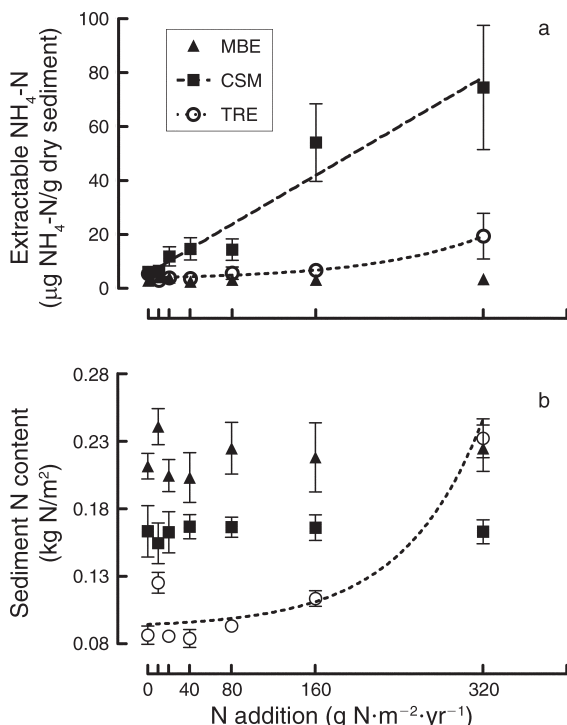 a
100
80
60
40
20
0
Extractable NH4-N
(μg NH4-N/g dry sediment)
MBE
CSM
TRE
b
0.28
0.23
0.18
0.13
0.08
Sediment N content
(kg N/m2)
0 20 40 80 160 320
N addition (g N·m−2·yr−1)